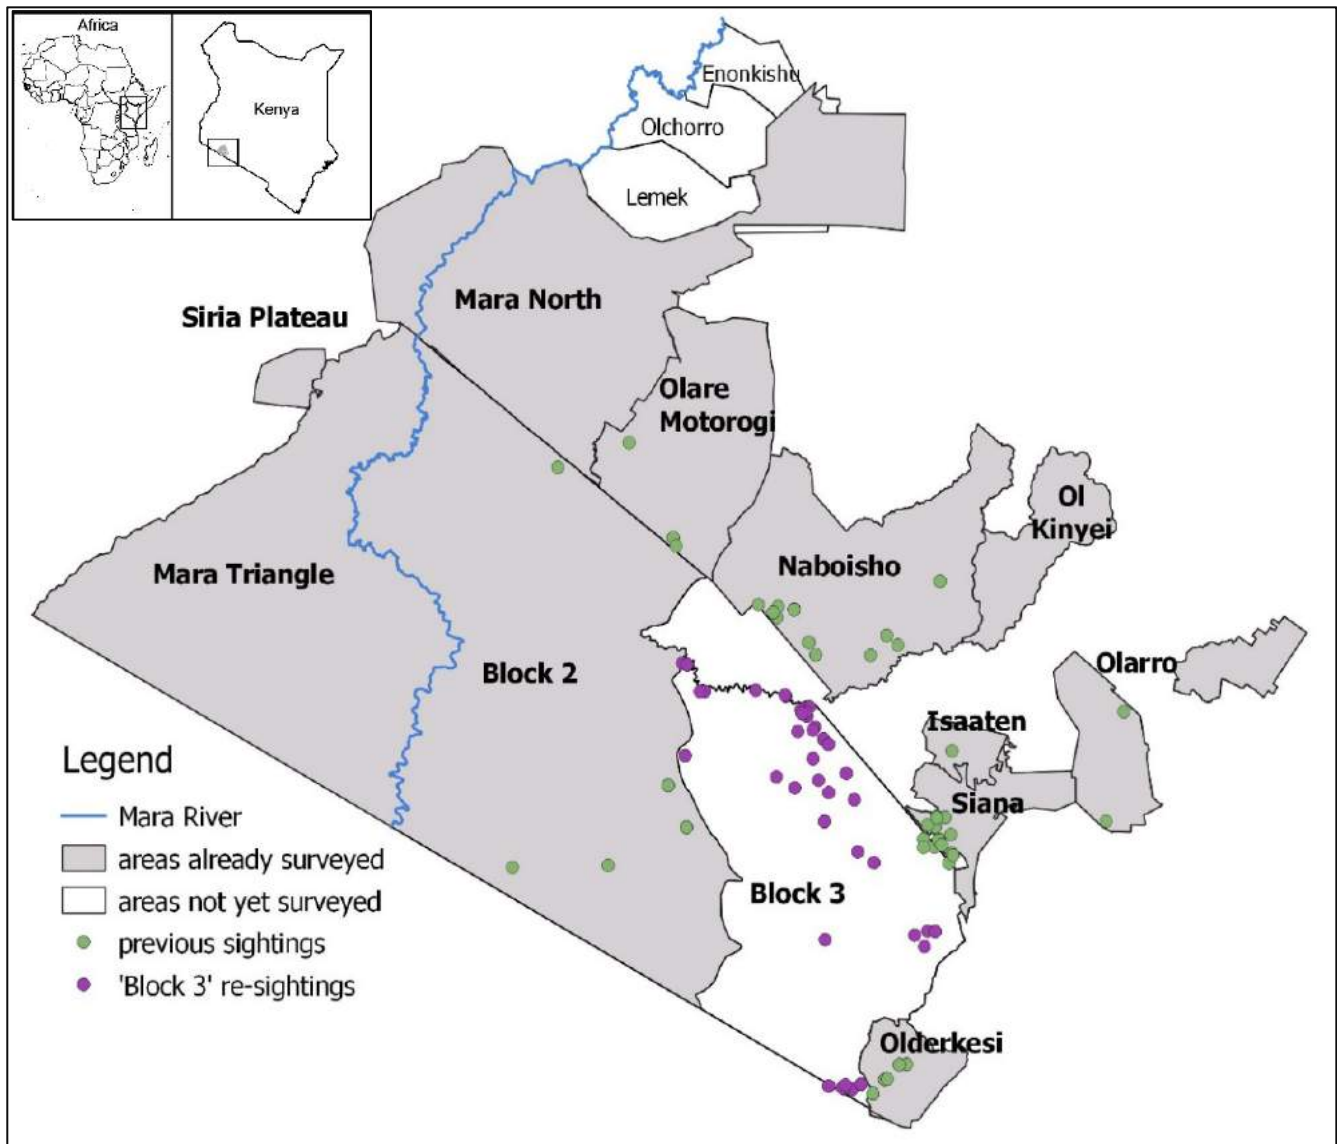 Africa
Kenya
Enonkishu
Olchorro
Lemek
Mara North
Siria Plateau
Olare
Motorogi
Ol
Kinyei
Naboisho
Mara Triangle
Block 2
Olarro
Isaaten
Siana
Block 3
Olderkesi
Legend
Mara River
areas already surveyed
areas not yet surveyed
previous sightings
'Block 3' re-sightings